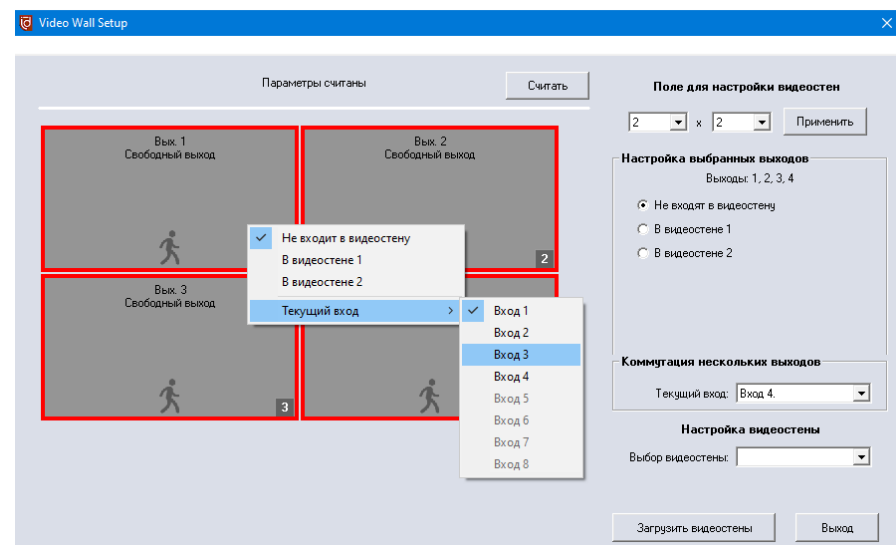 Video Wall Setup
Параметры считаны
Считать
Поле для настройки видеостен
2 x 2 Применить
Вых. 1
Свободный выход
Вых. 2
Свободный выход
2
Вых. 3
Свободный выход
3
Не входит в видеостену
В видеостене 1
В видеостене 2
Текущий вход
Вход 1
Вход 2
Вход 3
Вход 4
Вход 5
Вход 6
Вход 7
Вход 8
Настройка выбранных выходов
Выходы: 1, 2, 3, 4
Не входят в видеостену
В видеостене 1
В видеостене 2
Коммутация нескольких выходов
Текущий вход: Вход 4.
Настройка видеостены
Выбор видеостены:
Загрузить видеостены
Выход